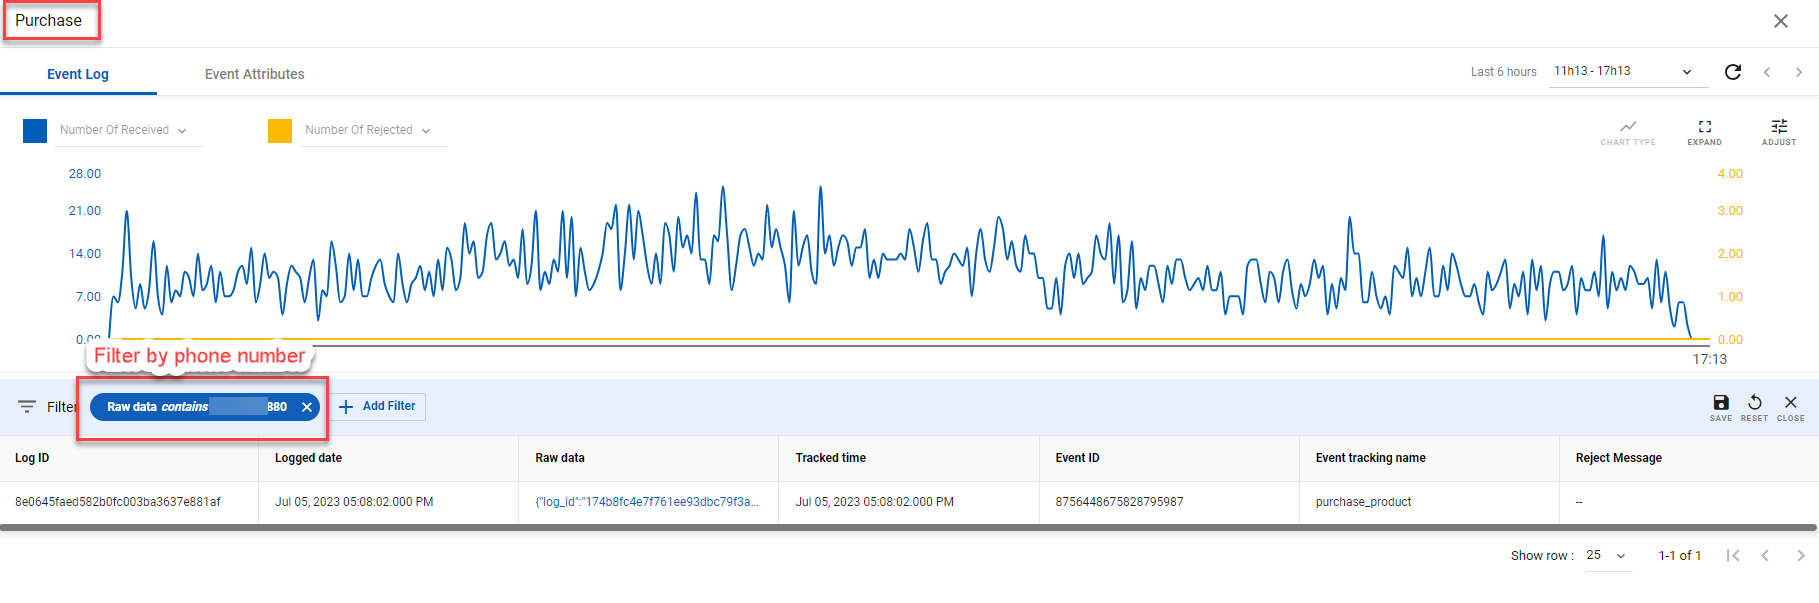 Purchase
Event Log Event Attributes Last 6 hours 11h13 - 17h13
Number Of Received Number Of Rejected
CHART TYPE EXPAND ADJUST
28.00 4.00
21.00 3.00
14.00 2.00
7.00 1.00
0.00 0.00
Filter by phone number
17:13
Filter Raw data contains 880 Add Filter
SAVE RESET CLOSE
Log ID Logged date Raw data Tracked time Event ID Event tracking name Reject Message
8e0645faed582b0fc003ba3637e881af Jul 05, 2023 05:08:02.000 PM {"log_id":"174b8fc4e7f761ee93dbc79f3a... Jul 05, 2023 05:08:02.000 PM 8756448675828795987 purchase_product --
Show row : 25 1-1 of 1